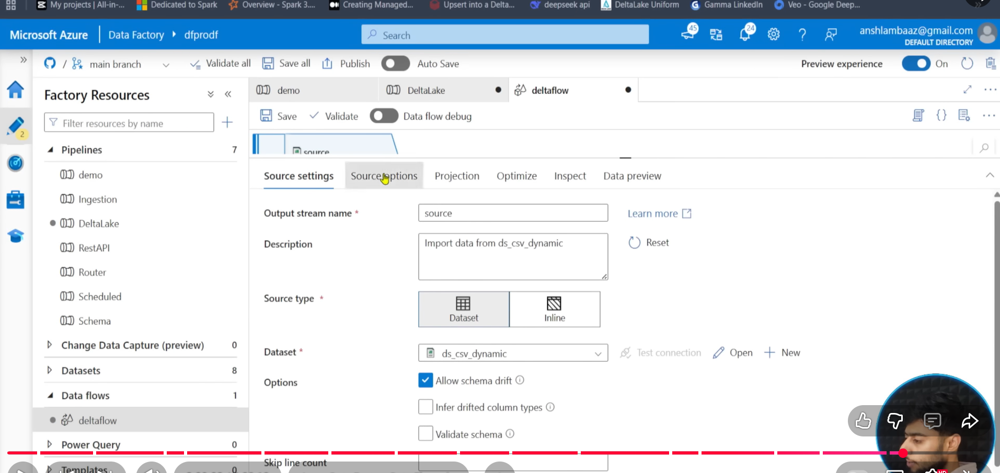 My projects | All-in-...
Dedicated to Spark
Overview - Spark 3....
Creating Managed...
Upsert into a Delta...
deepseek api
DeltaLake Uniform
Gamma LinkedIn
Veo - Google Deep...
Microsoft Azure
Data Factory
dfprodf
Search
45
24
anshlambaaz@gmail.com
DEFAULT DIRECTORY
/
main branch
Validate all
Save all
Publish
Auto Save
Preview experience
On
2
Factory Resources
Filter resources by name
Pipelines 7
demo
Ingestion
DeltaLake
RestAPI
Router
Scheduled
Schema
Change Data Capture (preview) 0
Datasets 8
Data flows 1
deltaflow
Power Query 0
Templates 0
demo
DeltaLake
deltaflow
Save
Validate
Data flow debug
{}
source
Source settings
Source options
Projection
Optimize
Inspect
Data preview
Output stream name *
source
Learn more
Description
Import data from ds_csv_dynamic
Reset
Source type *
Dataset
Inline
Dataset *
ds_csv_dynamic
Test connection
Open
New
Options
Allow schema drift
Infer drifted column types
Validate schema
Skip line count
HD